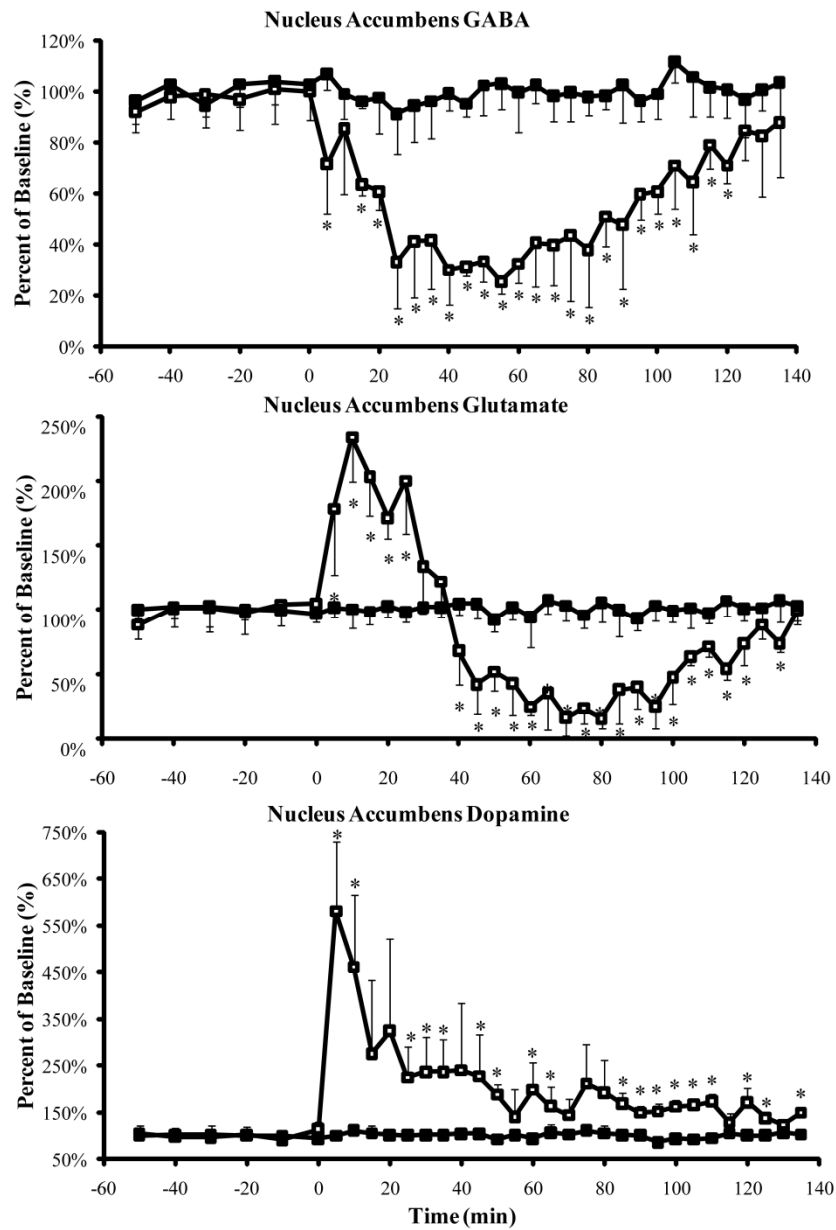 Nucleus Accumbens GABA
120%
100%
80%
60%
40%
20%
0%
Percent of Baseline (%)
-60 -40 -20 0 20 40 60 80 100 120 140
Nucleus Accumbens Glutamate
250%
200%
150%
100%
50%
0%
Percent of Baseline (%)
-60 -40 -20 0 20 40 60 80 100 120 140
Nucleus Accumbens Dopamine
750%
650%
550%
450%
350%
250%
150%
50%
Percent of Baseline (%)
-60 -40 -20 0 20 40 60 80 100 120 140
Time (min)